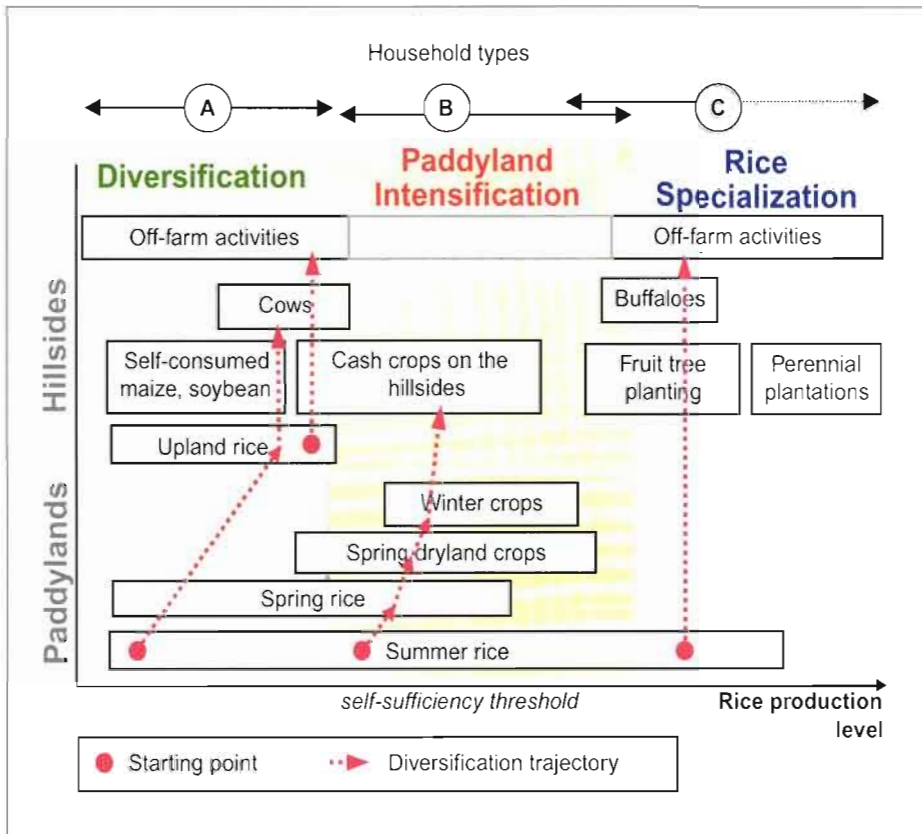 Household types
A
B
C
Diversification
Paddyland
Intensification
Rice
Specialization
Off-farm activities
Off-farm activities
Cows
Buffaloes
Self-consumed
maize, soybean
Cash crops on the
hillsides
Fruit tree
planting
Perennial
plantations
Upland rice
Hillsides
Winter crops
Spring dryland crops
Spring rice
Summer rice
Paddylands
self-sufficiency threshold
Rice production
level
Starting point
Diversification trajectory